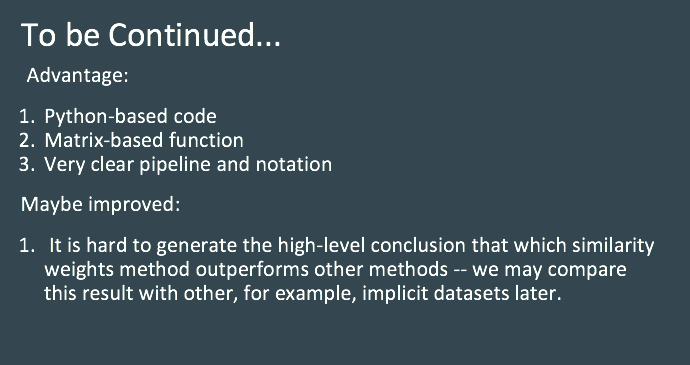 To be Continued...
Advantage:
1. Python-based code
2. Matrix-based function
3. Very clear pipeline and notation
Maybe improved:
1. It is hard to generate the high-level conclusion that which similarity
weights method outperforms other methods -- we may compare
this result with other, for example, implicit datasets later.